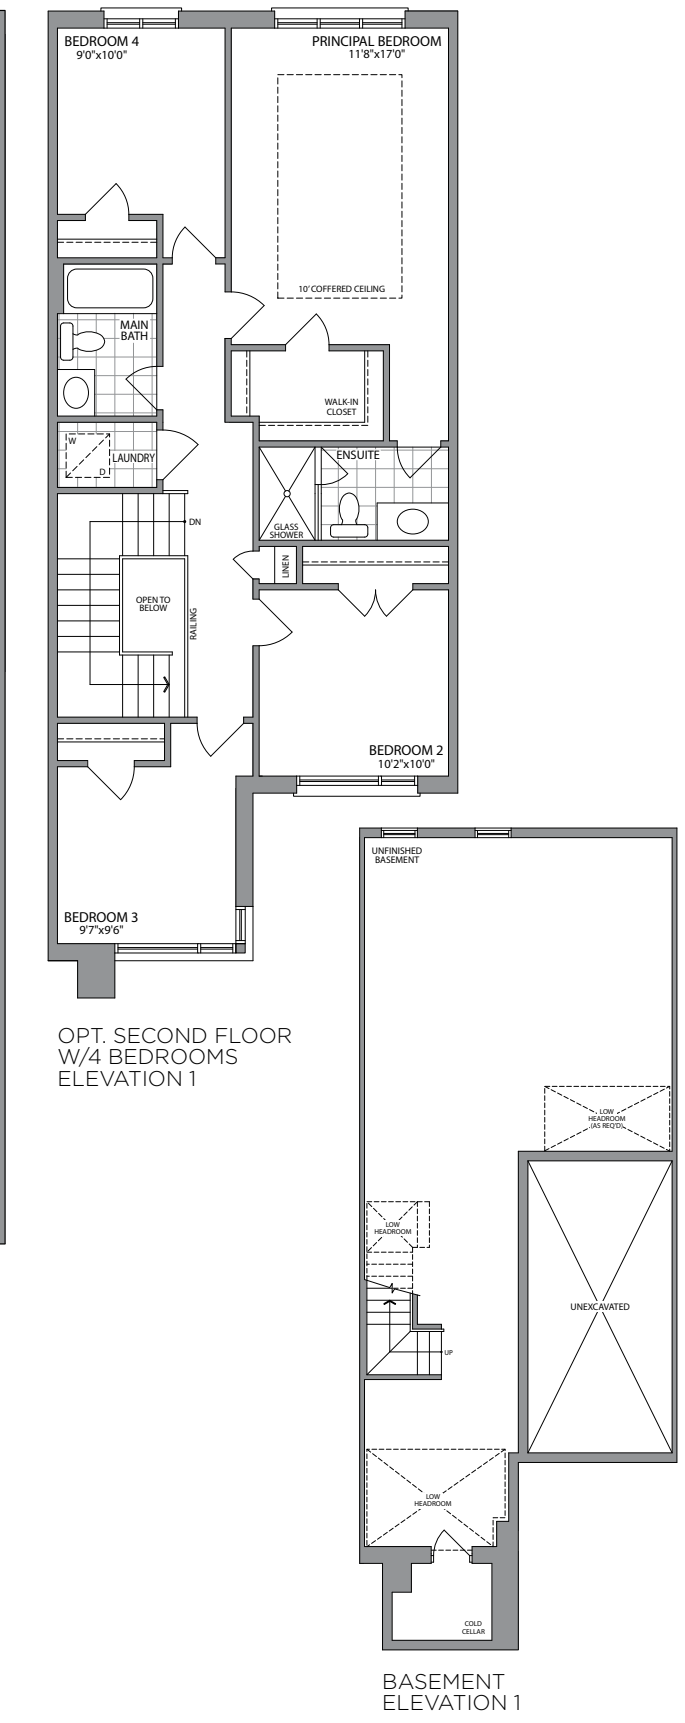 BEDROOM 4
9'0"x10'0"
PRINCIPAL BEDROOM
11'8"x17'0"
10' COFFERED CEILING
MAIN
BATH
WALK-IN
CLOSET
W
D
LAUNDRY
ENSUITE
GLASS
SHOWER
DN
LINEN
OPEN TO
BELOW
RAILING
BEDROOM 2
10'2"x10'0"
BEDROOM 3
9'7"x9'6"
OPT. SECOND FLOOR
W/4 BEDROOMS
ELEVATION 1
UNFINISHED
BASEMENT
LOW
HEADROOM
(AS REQ'D)
LOW
HEADROOM
UNEXCAVATED
UP
LOW
HEADROOM
COLD
CELLAR
BASEMENT
ELEVATION 1